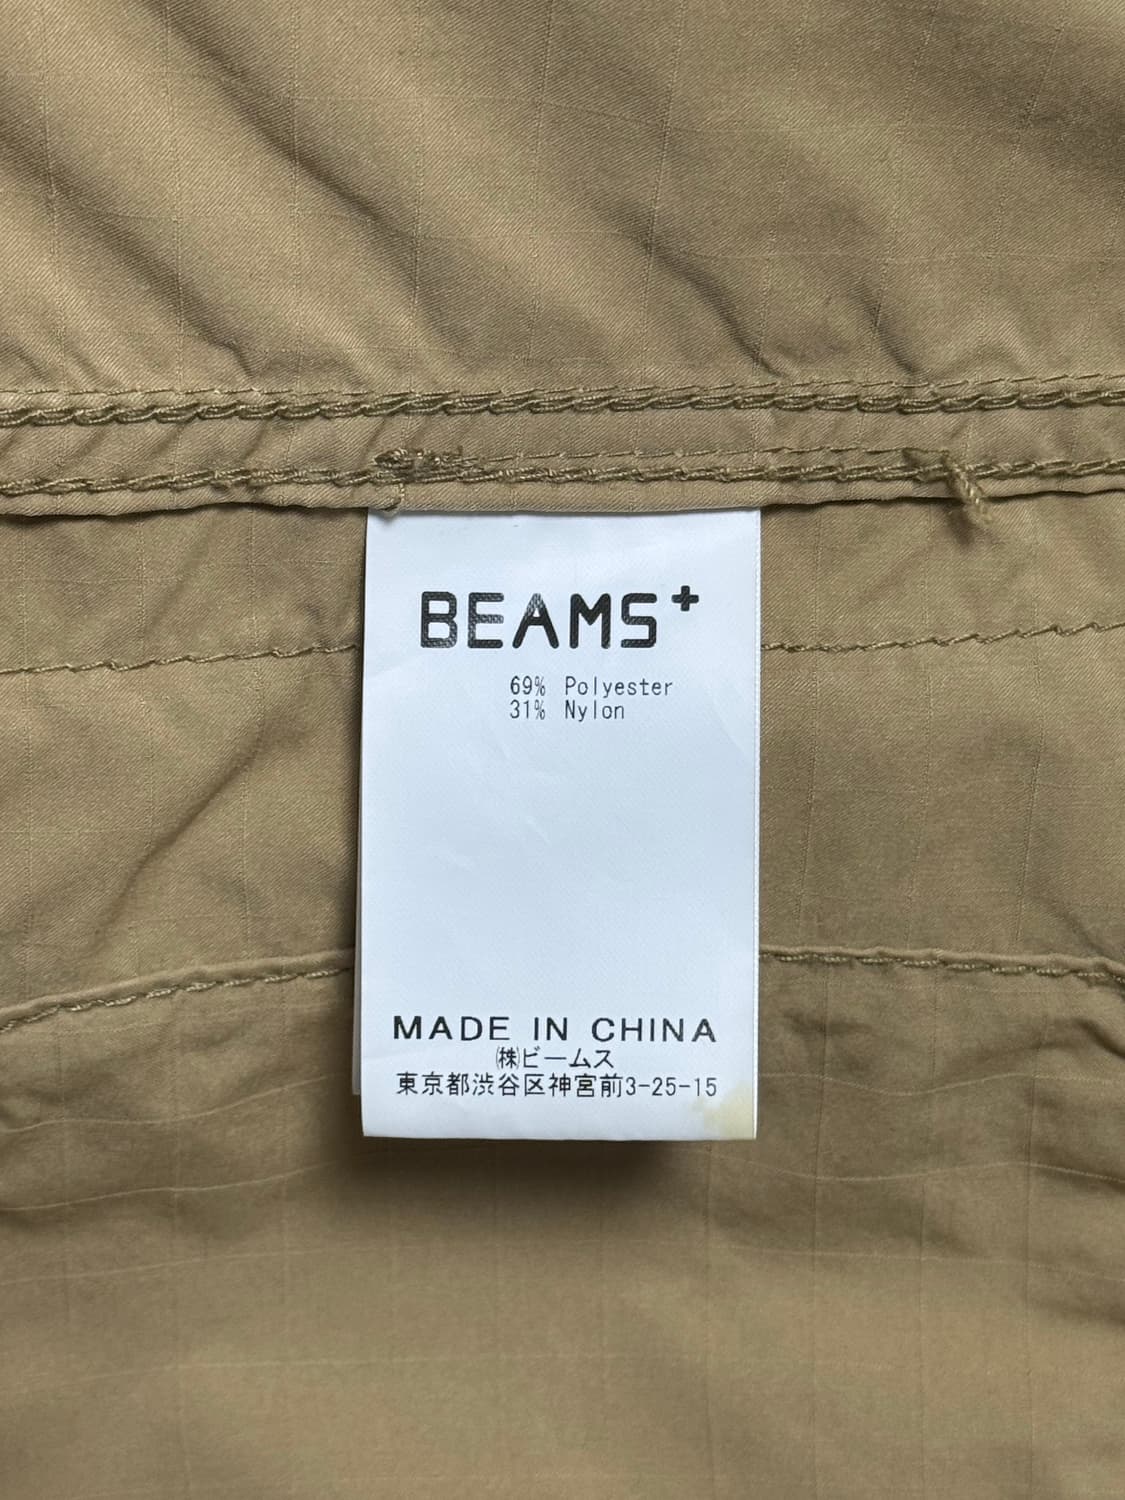 BEAMS+
69% Polyester
31% Nylon
MADE IN CHINA
㈱ビームス
東京都渋谷区神宮前3-25-15